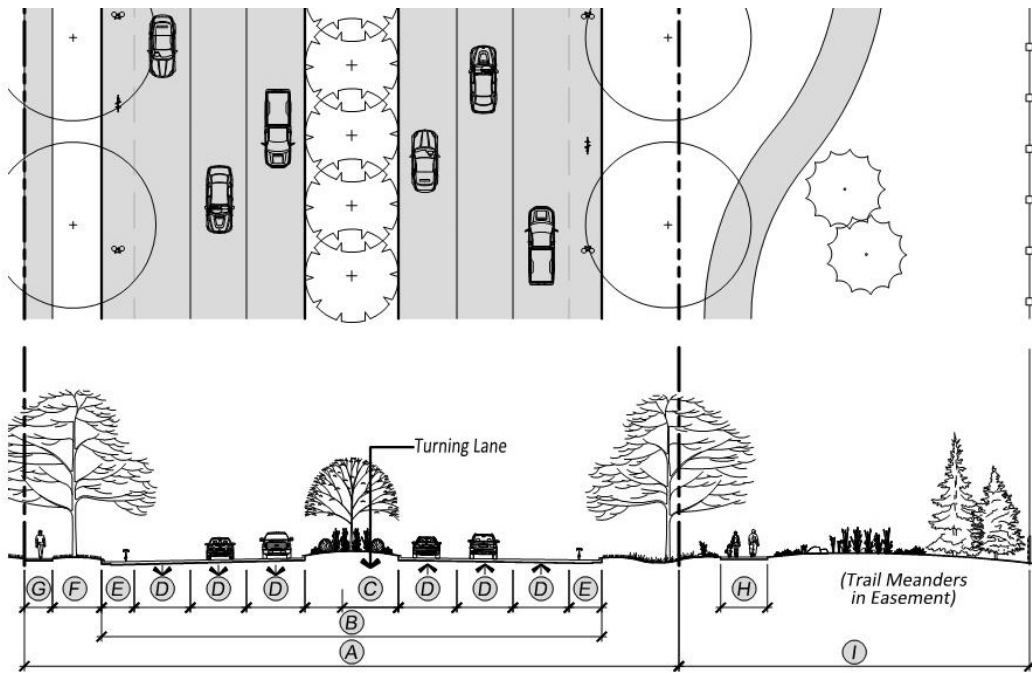 Turning Lane
G F E D D D C D D D E H
(Trail Meanders
in Easement)
B
A I